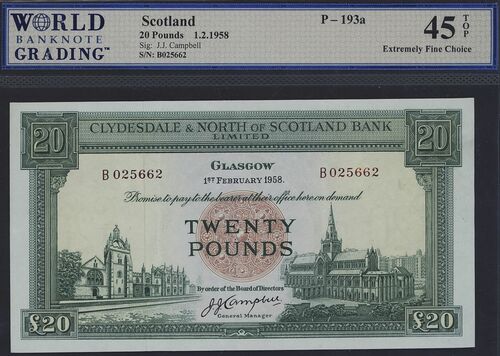 WORLD
BANKNOTE
GRADING™
Scotland
20 Pounds 1.2.1958
Sig: J.J. Campbell
S/N: B025662
P – 193a
45 TOP
Extremely Fine Choice
20 20
CLYDESDALE & NORTH OF SCOTLAND BANK
LIMITED
GLASGOW
B 025662 B 025662
1ST FEBRUARY 1958.
Promise to pay to the bearer at their office here on demand
TWENTY
POUNDS
By order of the Board of Directors
J.J. Campbell
General Manager
£20 £20